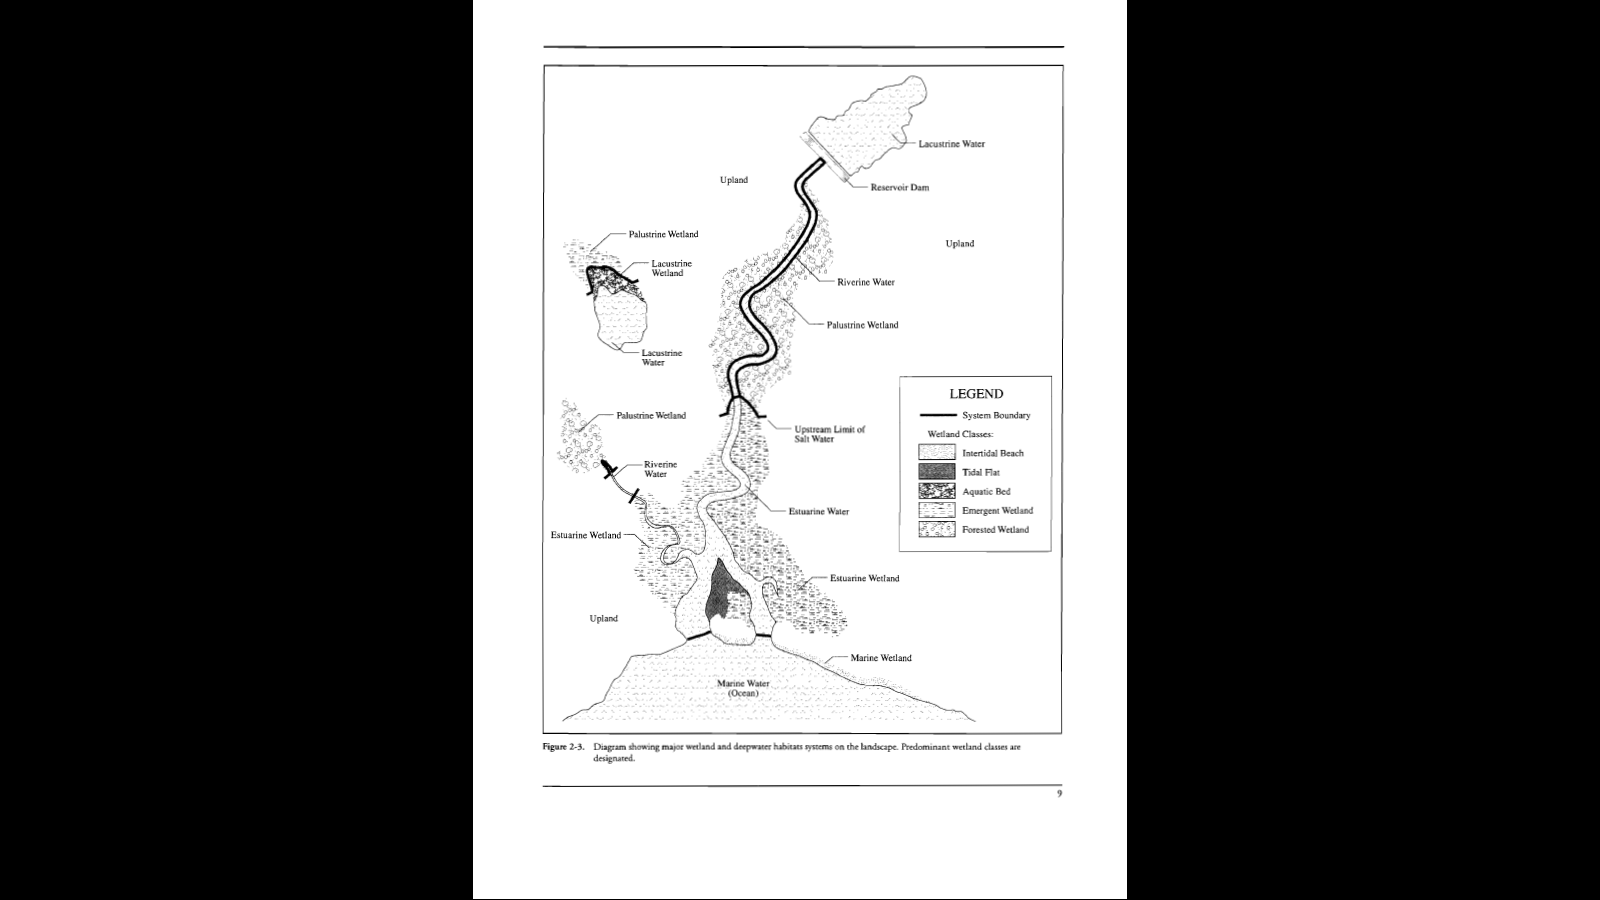 Lacustrine Water
Upland
Reservoir Dam
Palustrine Wetland
Upland
Lacustrine
Wetland
Riverine Water
Palustrine Wetland
Lacustrine
Water
LEGEND
System Boundary
Wetland Classes:
Intertidal Beach
Tidal Flat
Aquatic Bed
Emergent Wetland
Forested Wetland
Palustrine Wetland
Upstream Limit of
Salt Water
Riverine
Water
Estuarine Water
Estuarine Wetland
Estuarine Wetland
Upland
Marine Wetland
Marine Water
(Ocean)
Figure 2-3. Diagram showing major wetland and deepwater habitats systems on the landscape. Predominant wetland classes are
designated.
9